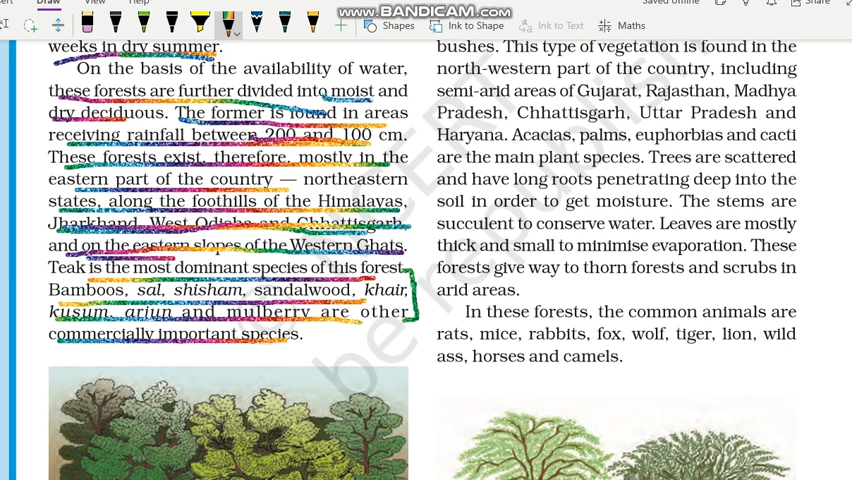 www.BANDICAM.com
Draw
View
Help
Saved offline
Share
Shapes
Ink to Shape
Ink to Text
Maths
weeks in dry summer.
On the basis of the availability of water,
these forests are further divided into moist and
dry deciduous. The former is found in areas
receiving rainfall between 200 and 100 cm.
These forests exist, therefore, mostly in the
eastern part of the country — northeastern
states, along the foothills of the Himalayas,
Jharkhand, West Odisha and Chhattisgarh,
and on the eastern slopes of the Western Ghats.
Teak is the most dominant species of this forest.
Bamboos, sal, shisham, sandalwood, khair,
kusum, arjun and mulberry are other
commercially important species.
bushes. This type of vegetation is found in the
north-western part of the country, including
semi-arid areas of Gujarat, Rajasthan, Madhya
Pradesh, Chhattisgarh, Uttar Pradesh and
Haryana. Acacias, palms, euphorbias and cacti
are the main plant species. Trees are scattered
and have long roots penetrating deep into the
soil in order to get moisture. The stems are
succulent to conserve water. Leaves are mostly
thick and small to minimise evaporation. These
forests give way to thorn forests and scrubs in
arid areas.
In these forests, the common animals are
rats, mice, rabbits, fox, wolf, tiger, lion, wild
ass, horses and camels.
be republished